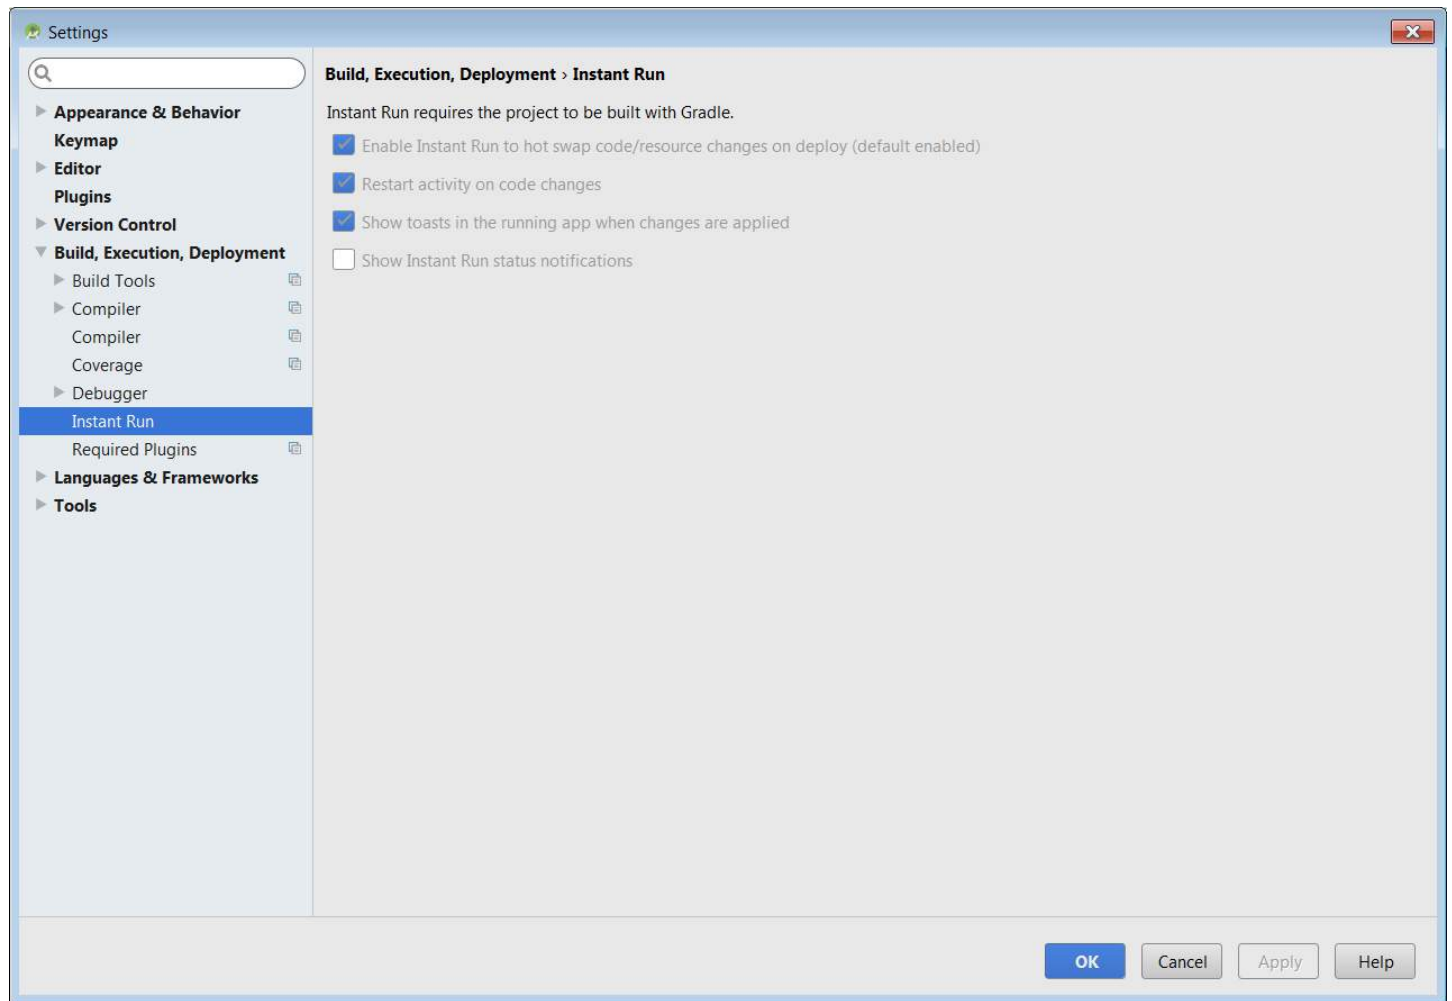 Settings
Appearance & Behavior
Keymap
Editor
Plugins
Version Control
Build, Execution, Deployment
Build Tools
Compiler
Compiler
Coverage
Debugger
Instant Run
Required Plugins
Languages & Frameworks
Tools
Build, Execution, Deployment › Instant Run
Instant Run requires the project to be built with Gradle.
Enable Instant Run to hot swap code/resource changes on deploy (default enabled)
Restart activity on code changes
Show toasts in the running app when changes are applied
Show Instant Run status notifications
OK Cancel Apply Help